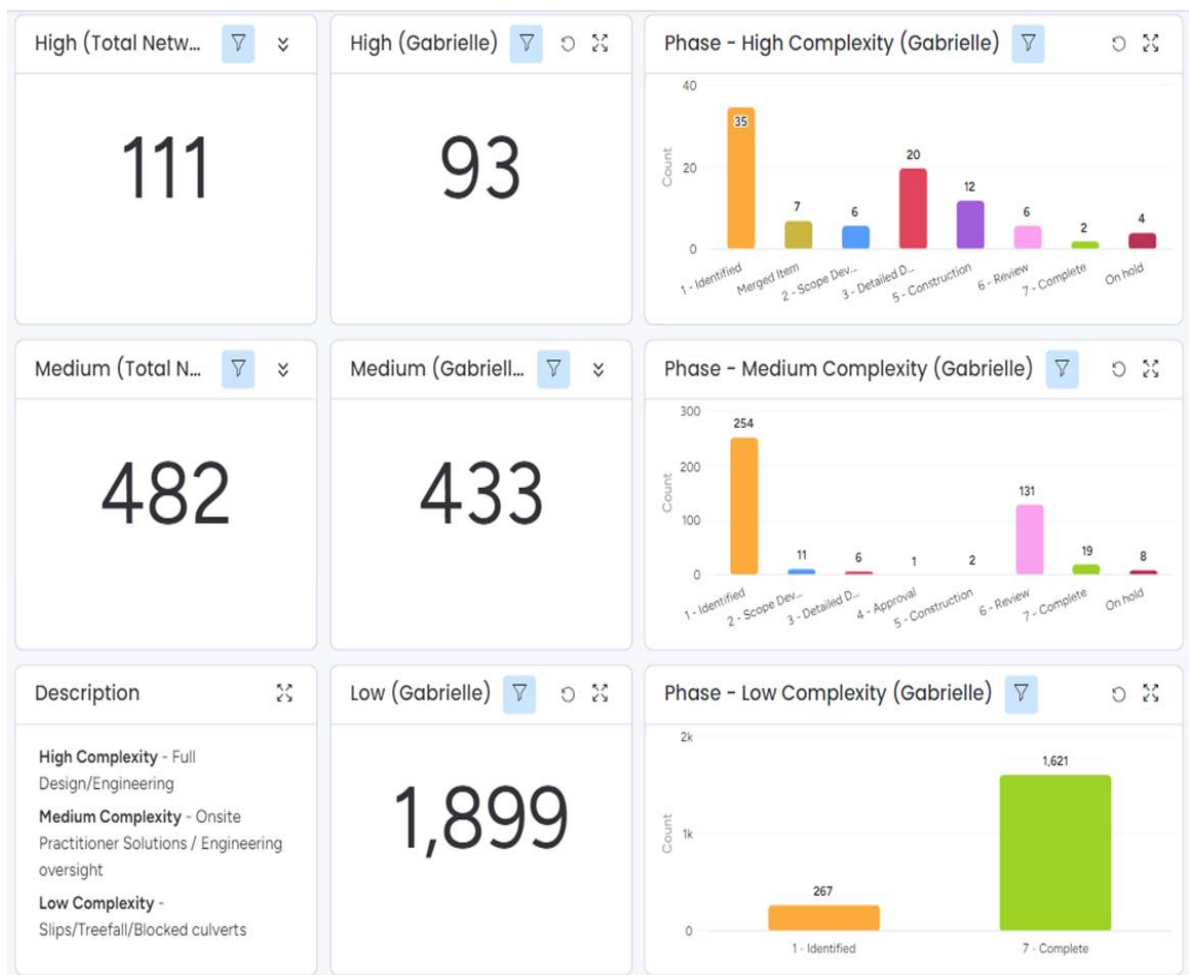 High (Total Netw...
111
High (Gabrielle)
93
Phase - High Complexity (Gabrielle)
40
20
0
Count
35
7
6
20
12
6
2
4
1 - Identified
Merged Item
2 - Scope Dev...
3 - Detailed D...
5 - Construction
6 - Review
7 - Complete
On hold
Medium (Total N...
482
Medium (Gabriell...
433
Phase - Medium Complexity (Gabrielle)
300
200
100
0
Count
254
11
6
1
2
131
19
8
1 - Identified
2 - Scope Dev...
3 - Detailed D...
4 - Approval
5 - Construction
6 - Review
7 - Complete
On hold
Description
High Complexity - Full
Design/Engineering
Medium Complexity - Onsite
Practitioner Solutions / Engineering
oversight
Low Complexity -
Slips/Treefall/Blocked culverts
Low (Gabrielle)
1,899
Phase - Low Complexity (Gabrielle)
2k
1k
0
Count
267
1,621
1 - Identified
7 - Complete